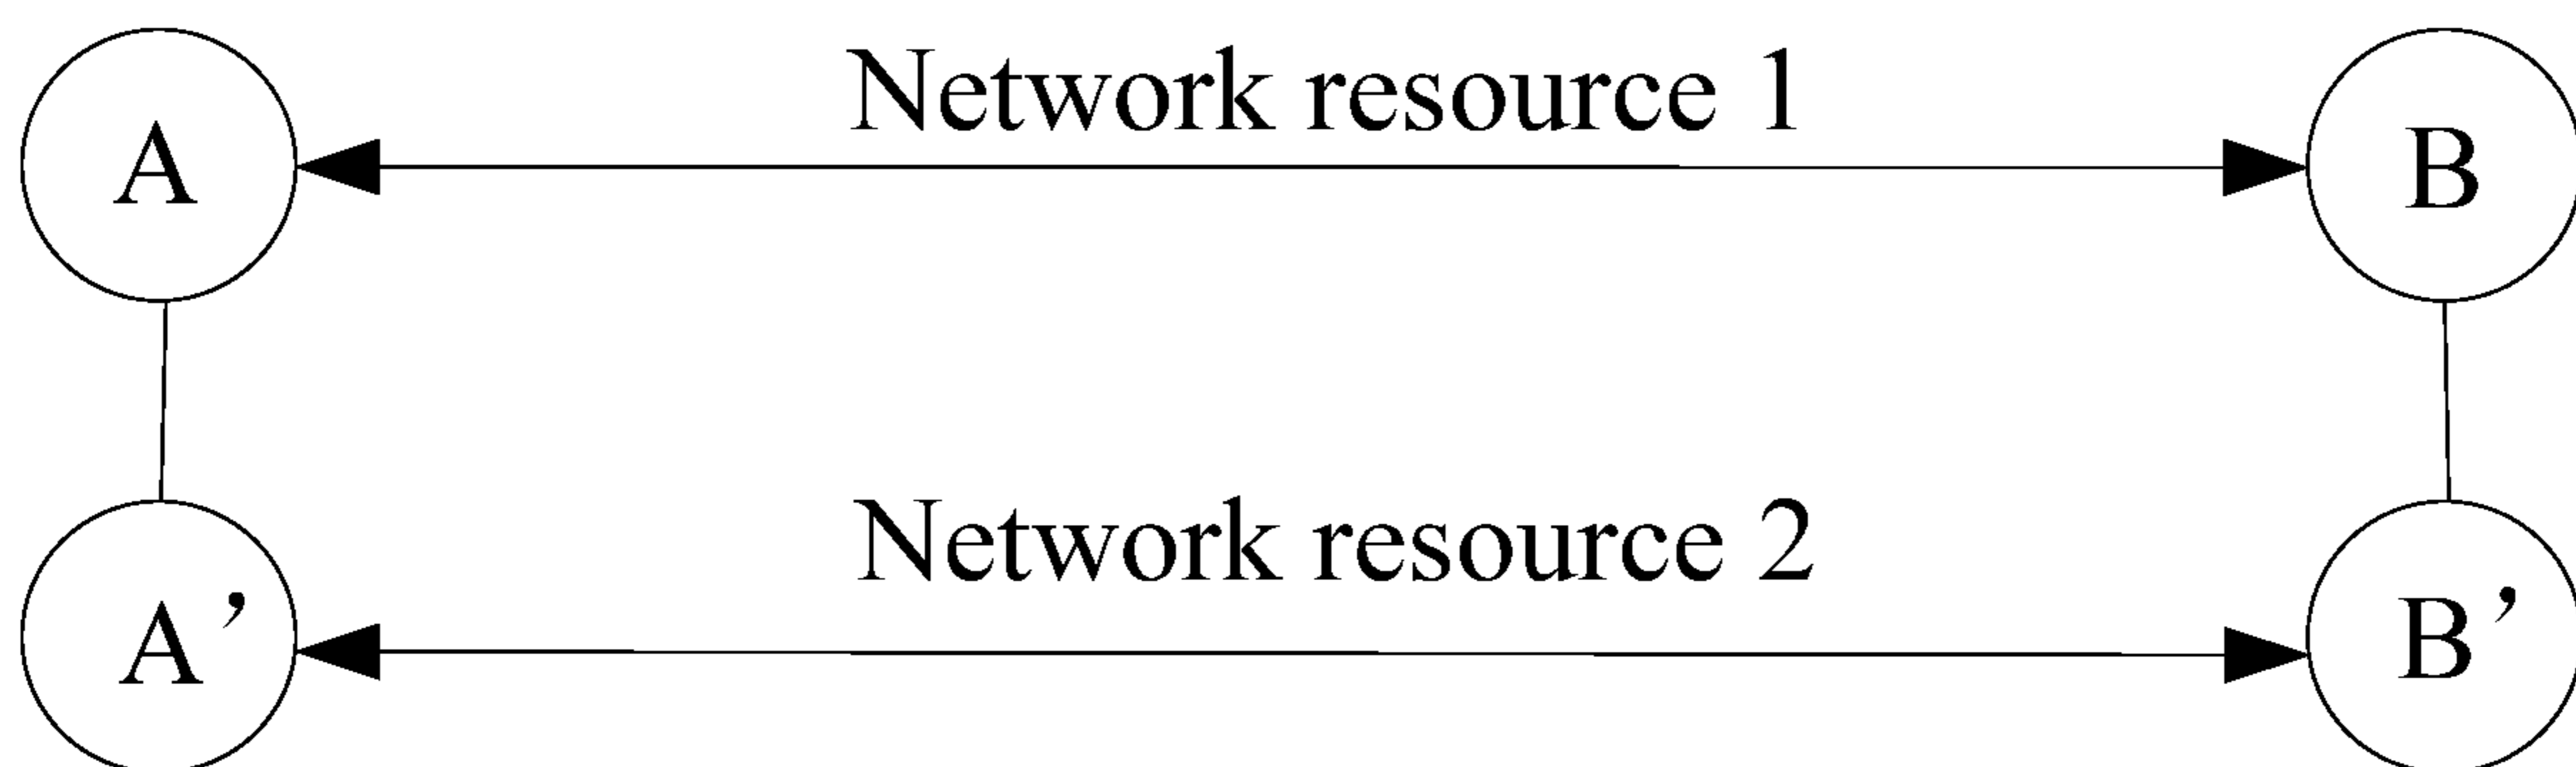 A
Network resource 1
B
A’
Network resource 2
B’